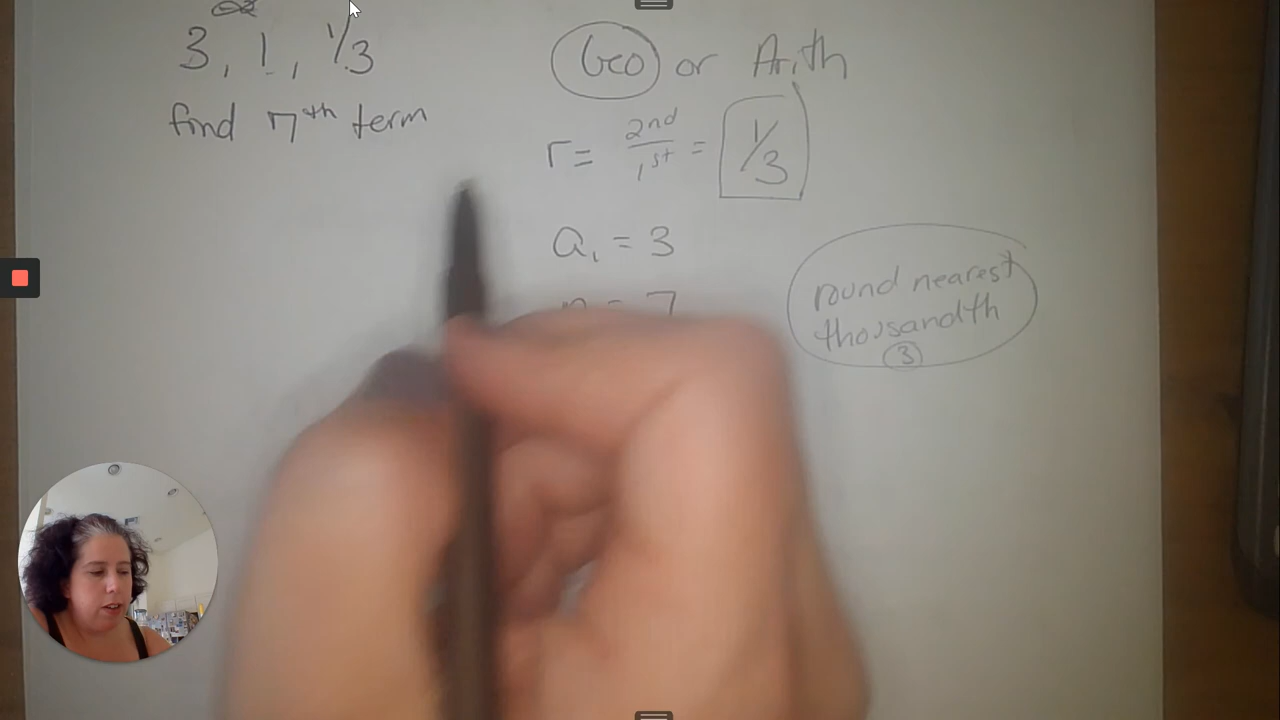 3, 1, 1/3
find 7th term
Geo or Arith
r = 2nd/1st = 1/3
a1 = 3
n = 7
round nearest
thousandth
3